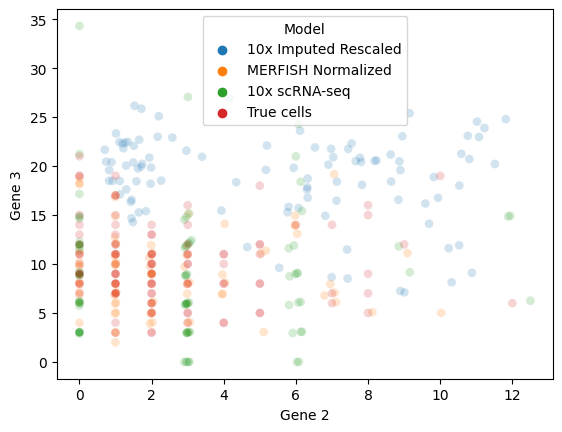 Model
10x Imputed Rescaled
MERFISH Normalized
10x scRNA-seq
True cells
35
30
25
20
15
10
5
0
Gene 3
0 2 4 6 8 10 12
Gene 2